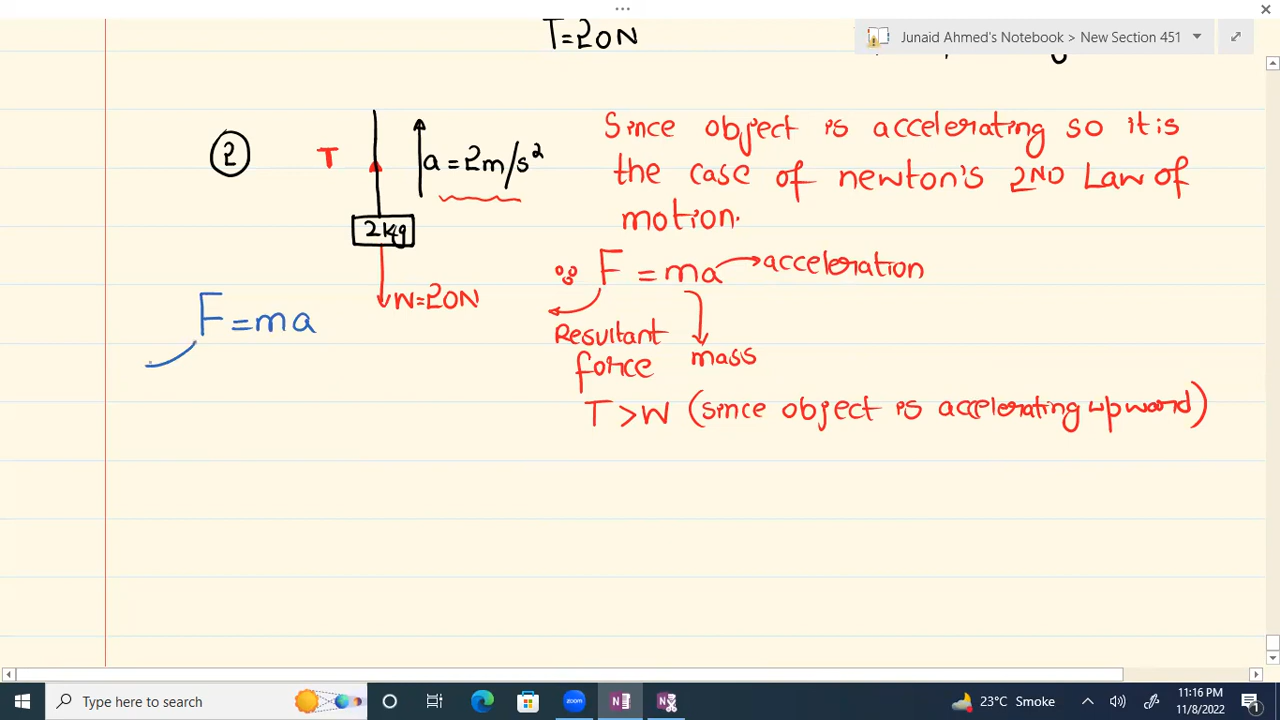 T=20N
Junaid Ahmed's Notebook > New Section 451
2
T
a = 2m/s²
2kg
W=20N
F = ma
Since object is accelerating so it is
the case of newton's 2ND Law of
motion.
F = ma → acceleration
Resultant
force
mass
T > W (since object is accelerating upward)
Type here to search
zoom
N
N
23°C Smoke
11:16 PM
11/8/2022
1